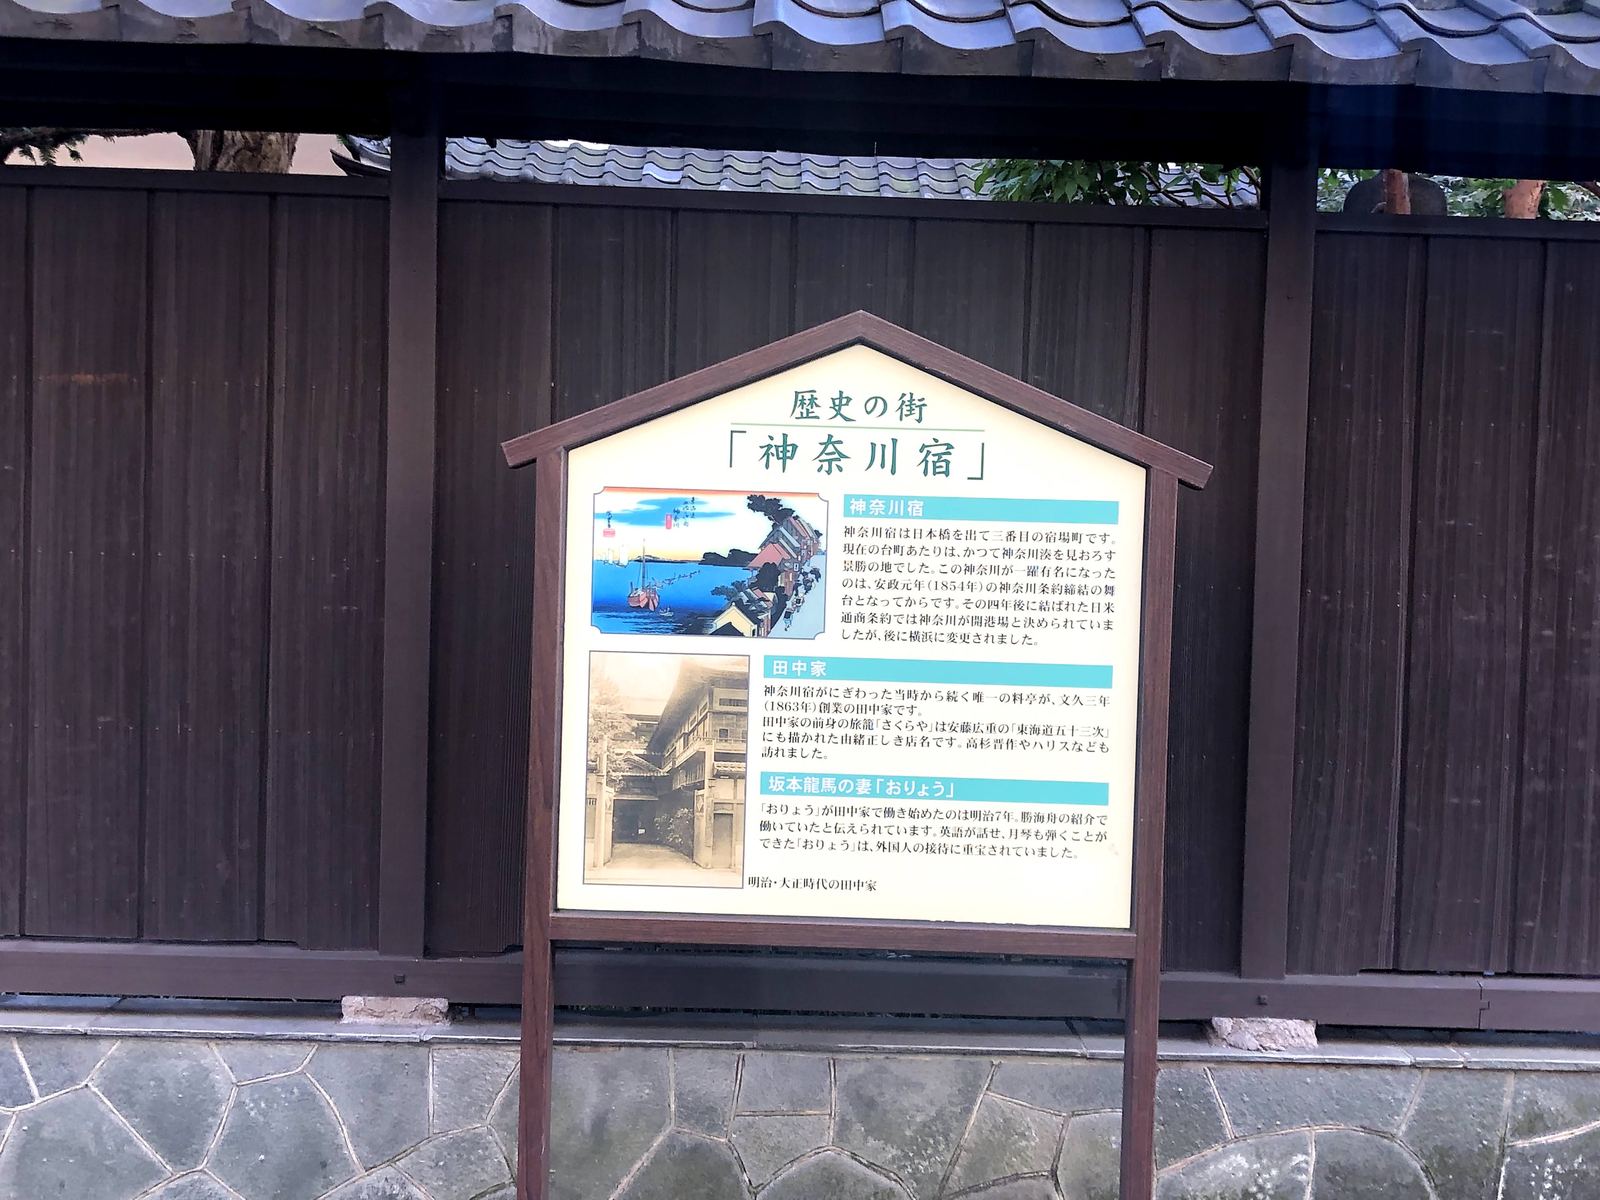 歴史の街
「神奈川宿」
神奈川宿
神奈川宿は日本橋を出て三番目の宿場町です。
現在の台町あたりは、かつて神奈川湊を見おろす
景勝の地でした。この神奈川が一躍有名になった
のは、安政元年(1854年)の神奈川条約締結の舞
台となってからです。その四年後に結ばれた日米
通商条約では神奈川が開港場と決められていま
したが、後に横浜に変更されました。
田中家
神奈川宿がにぎわった当時から続く唯一の料亭が、文久三年
(1863年)創業の田中家です。
田中家の前身の旅籠「さくらや」は安藤広重の「東海道五十三次」
にも描かれた由緒正しき店名です。高杉晋作やハリスなども
訪れました。
坂本龍馬の妻「おりょう」
「おりょう」が田中家で働き始めたのは明治7年。勝海舟の紹介で
働いていたと伝えられています。英語が話せ、月琴も弾くことが
できた「おりょう」は、外国人の接待に重宝されていました。
明治・大正時代の田中家